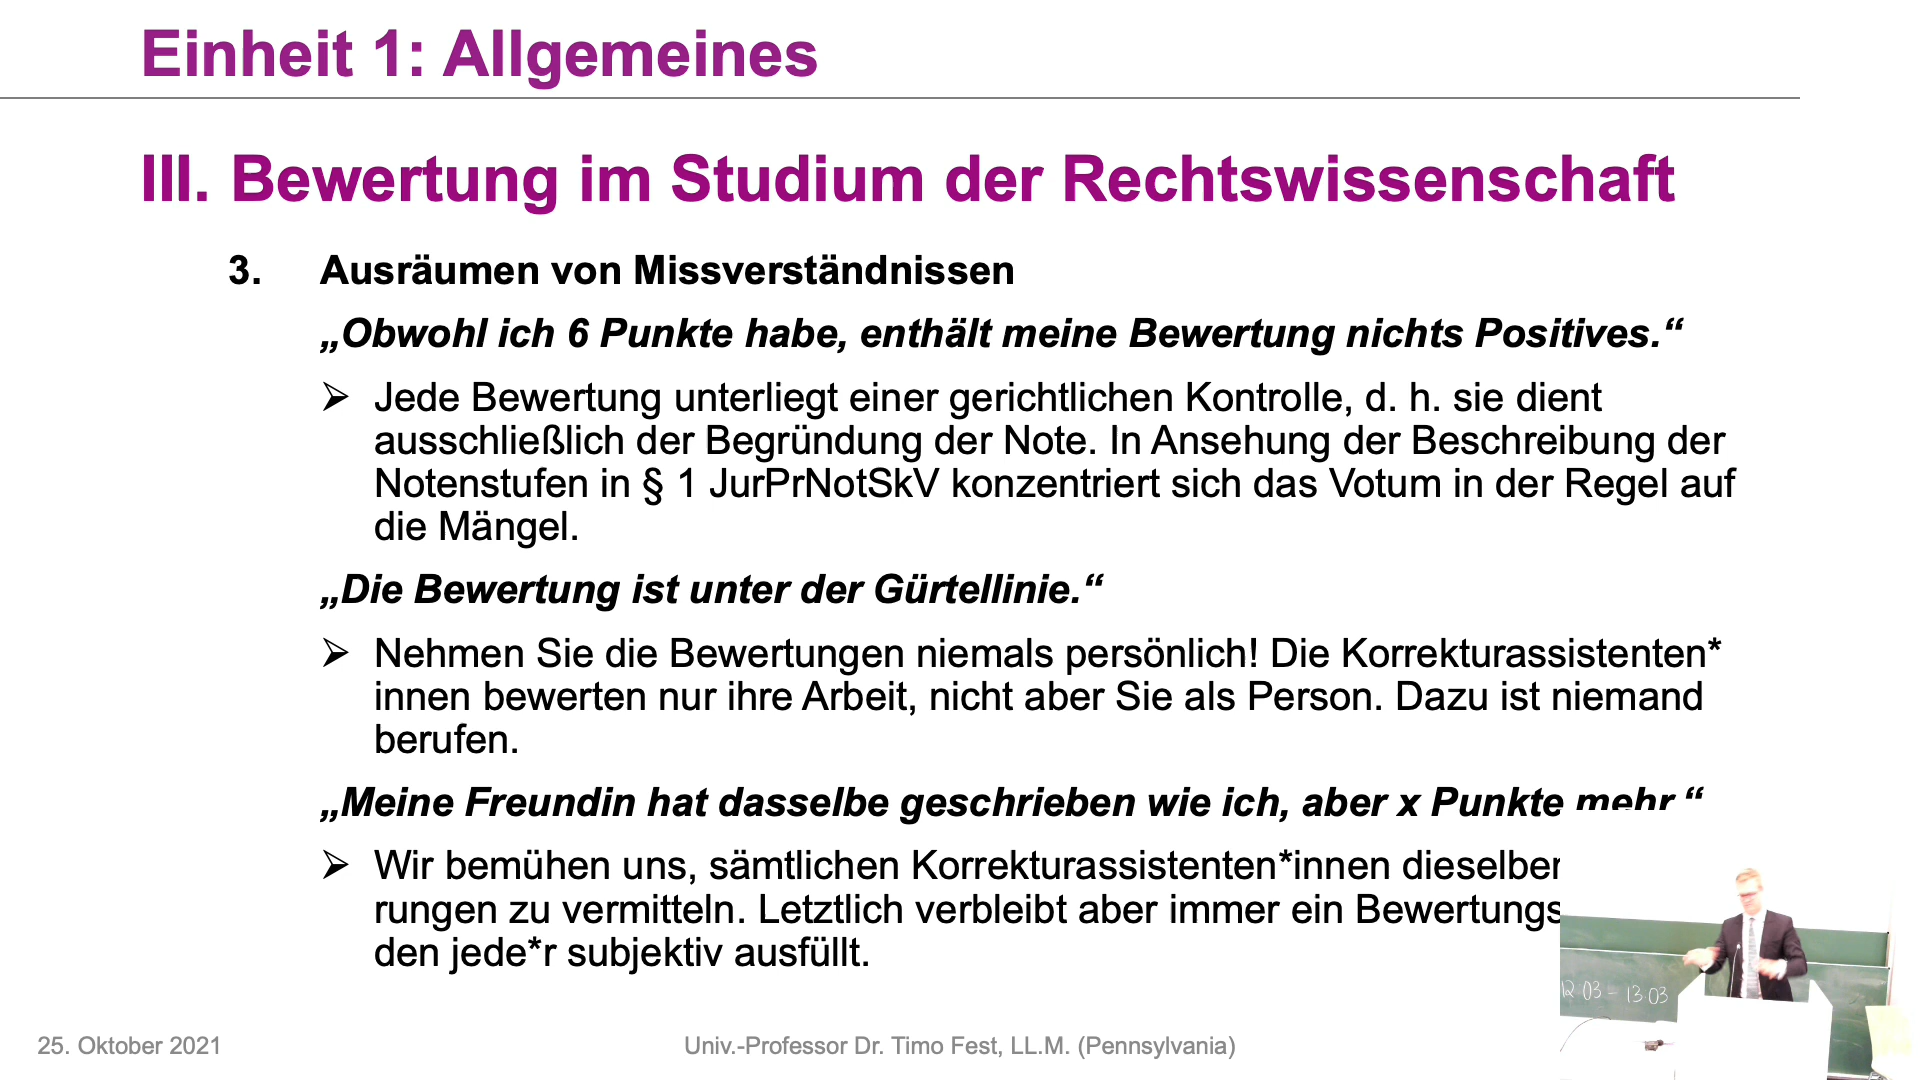 Einheit 1: Allgemeines
III. Bewertung im Studium der Rechtswissenschaft
3. Ausräumen von Missverständnissen
„Obwohl ich 6 Punkte habe, enthält meine Bewertung nichts Positives.“
Jede Bewertung unterliegt einer gerichtlichen Kontrolle, d. h. sie dient
ausschließlich der Begründung der Note. In Ansehung der Beschreibung der
Notenstufen in § 1 JurPrNotSkV konzentriert sich das Votum in der Regel auf
die Mängel.
„Die Bewertung ist unter der Gürtellinie.“
Nehmen Sie die Bewertungen niemals persönlich! Die Korrekturassistenten*
innen bewerten nur ihre Arbeit, nicht aber Sie als Person. Dazu ist niemand
berufen.
„Meine Freundin hat dasselbe geschrieben wie ich, aber x Punkte mehr.“
Wir bemühen uns, sämtlichen Korrekturassistenten*innen
rungen zu vermitteln. Letztlich verbleibt aber immer ein
den jede*r subjektiv ausfüllt.
12:03 – 13:03
25. Oktober 2021
Univ.-Professor Dr. Timo Fest, LL.M. (Pennsylvania)